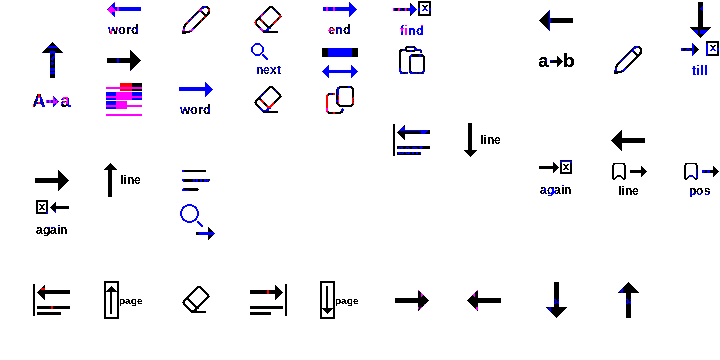 word
end
find
next
A→a
word
a→b
till
line
line
again
again
line
pos
page
page